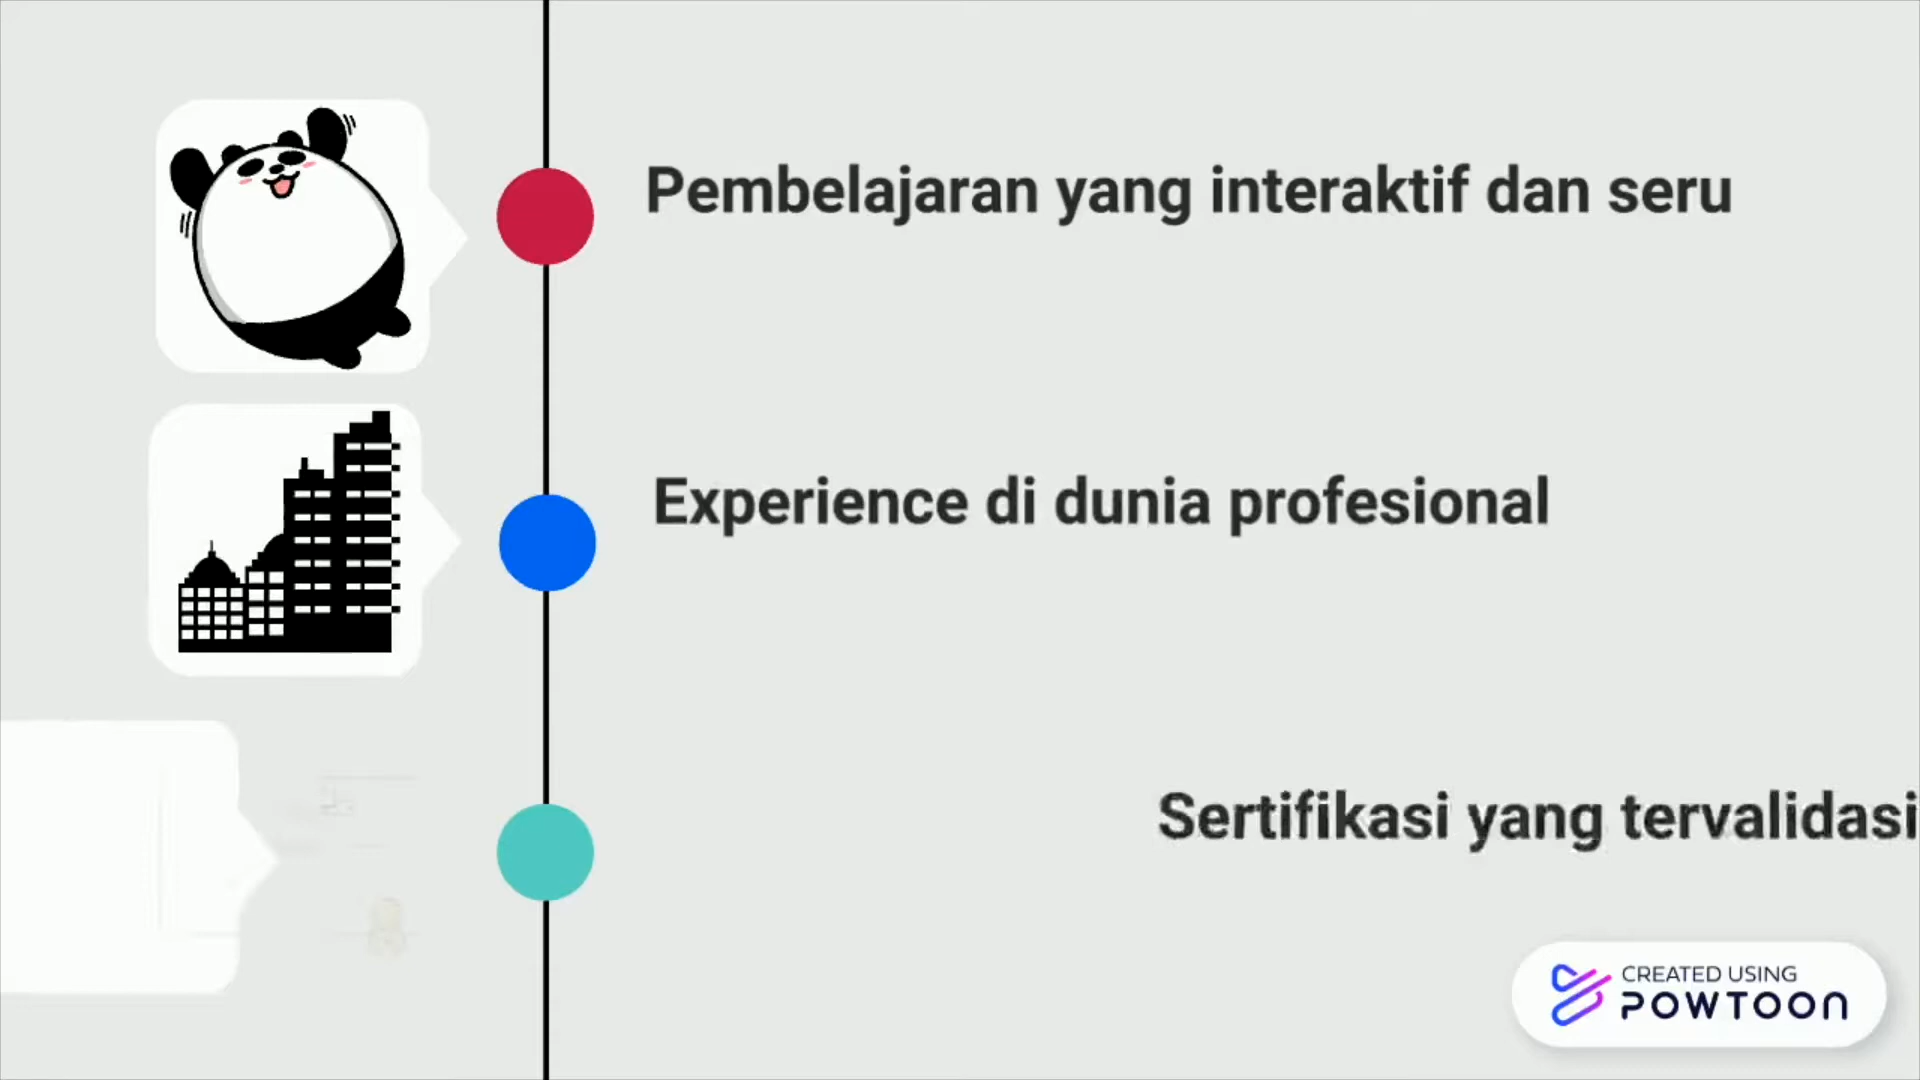 Pembelajaran yang interaktif dan seru
Experience di dunia profesional
Sertifikasi yang tervalidasi
CREATED USING
POWTOON